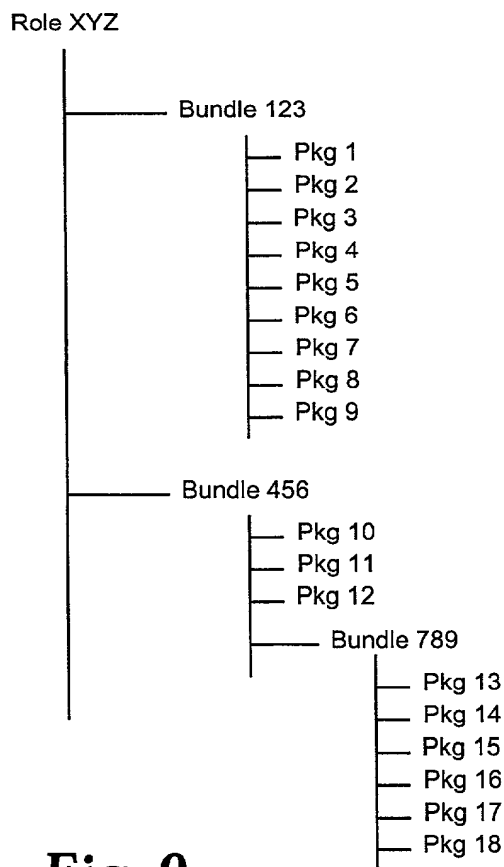 Role XYZ
Bundle 123
Pkg 1
Pkg 2
Pkg 3
Pkg 4
Pkg 5
Pkg 6
Pkg 7
Pkg 8
Pkg 9
Bundle 456
Pkg 10
Pkg 11
Pkg 12
Bundle 789
Pkg 13
Pkg 14
Pkg 15
Pkg 16
Pkg 17
Pkg 18